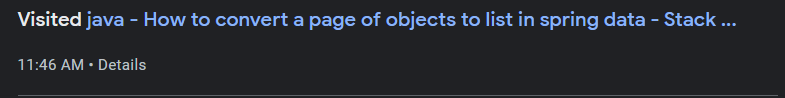 Visited java - How to convert a page of objects to list in spring data - Stack ...
11:46 AM • Details